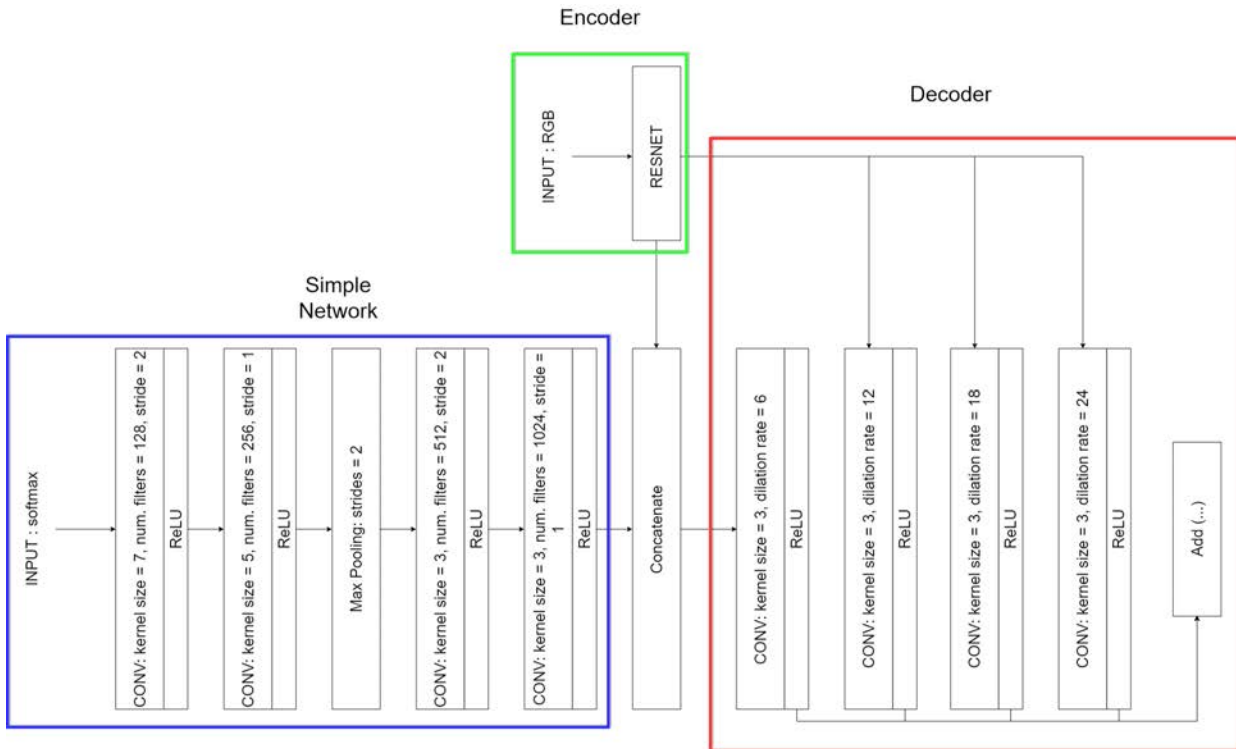 Encoder
INPUT : RGB
RESNET
Decoder
Simple
Network
INPUT : softmax
CONV: kernel size = 7, num. filters = 128, stride = 2
ReLU
CONV: kernel size = 5, num. filters = 256, stride = 1
ReLU
Max Pooling: strides = 2
CONV: kernel size = 3, num. filters = 512, stride = 2
ReLU
CONV: kernel size = 3, num. filters = 1024, stride =
1
ReLU
Concatenate
CONV: kernel size = 3, dilation rate = 6
ReLU
CONV: kernel size = 3, dilation rate = 12
ReLU
CONV: kernel size = 3, dilation rate = 18
ReLU
CONV: kernel size = 3, dilation rate = 24
ReLU
Add (...)